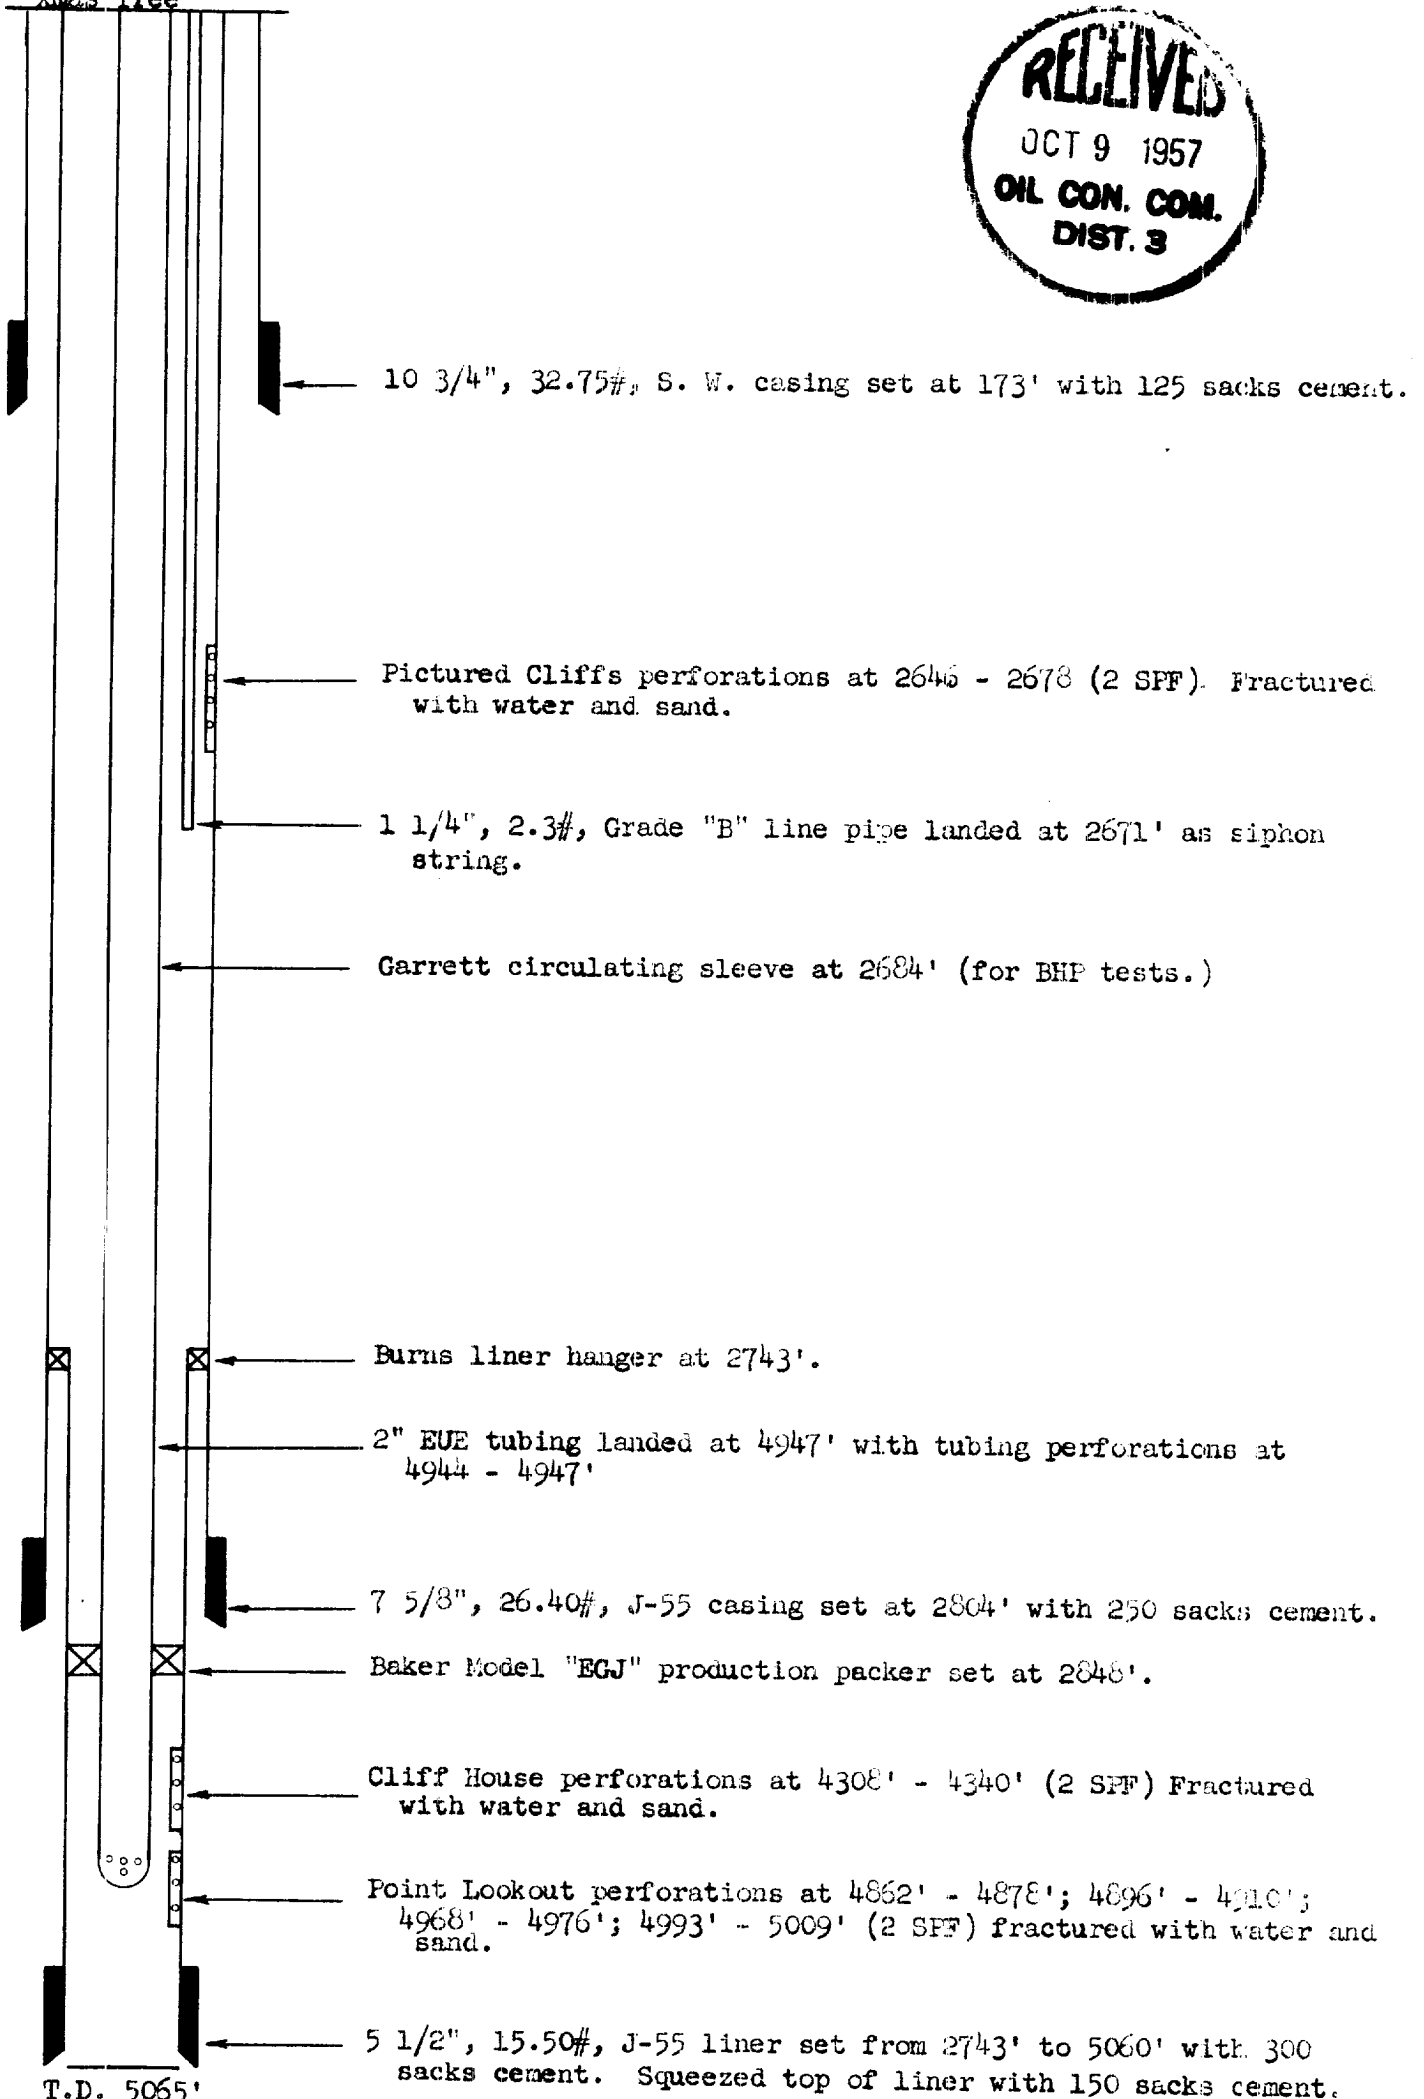 Xmas Tree
RECEIVED
OCT 9 1957
OIL CON. COM.
DIST. 3
10 3/4", 32.75#, S. W. casing set at 173' with 125 sacks cement.
Pictured Cliffs perforations at 2646 - 2678 (2 SPF). Fractured
with water and sand.
1 1/4", 2.3#, Grade "B" line pipe landed at 2671' as siphon
string.
Garrett circulating sleeve at 2684' (for BHP tests.)
Burns liner hanger at 2743'.
2" EUE tubing landed at 4947' with tubing perforations at
4944 - 4947'
7 5/8", 26.40#, J-55 casing set at 2804' with 250 sacks cement.
Baker Model "EGJ" production packer set at 2848'.
Cliff House perforations at 4308' - 4340' (2 SPF) Fractured
with water and sand.
Point Lookout perforations at 4862' - 4878'; 4896' - 4910';
4968' - 4976'; 4993' - 5009' (2 SPF) fractured with water and
sand.
5 1/2", 15.50#, J-55 liner set from 2743' to 5060' with 300
sacks cement. Squeezed top of liner with 150 sacks cement.
T.D. 5065'